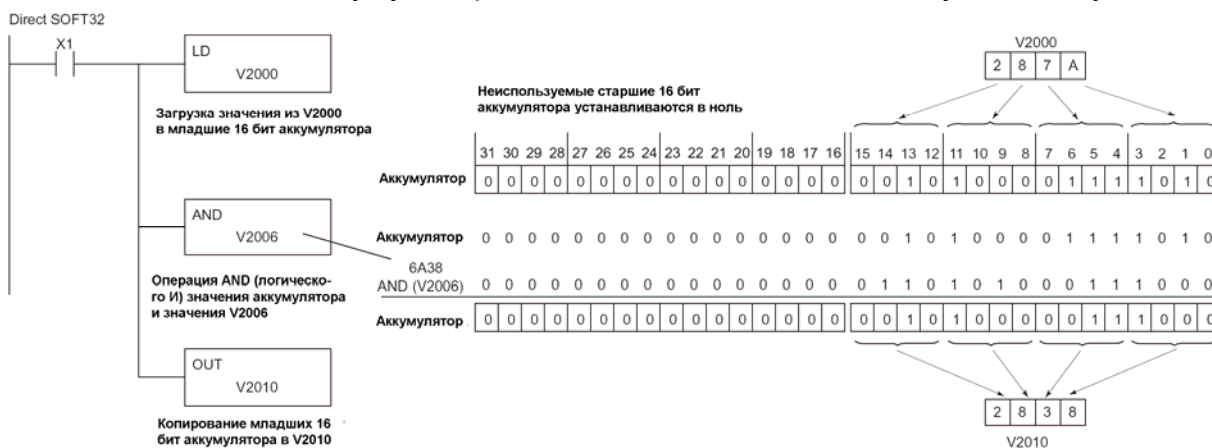 Direct SOFT32
X1
LD
V2000
Загрузка значения из V2000
в младшие 16 бит аккумулятора
AND
V2006
Операция AND (логическо-
го И) значения аккумулятора
и значения V2006
OUT
V2010
Копирование младших 16
бит аккумулятора в V2010
V2000
2 8 7 A
Неиспользуемые старшие 16 бит
аккумулятора устанавливаются в ноль
31 30 29 28 27 26 25 24 23 22 21 20 19 18 17 16 15 14 13 12 11 10 9 8 7 6 5 4 3 2 1 0
Аккумулятор 0 0 0 0 0 0 0 0 0 0 0 0 0 0 0 0 0 0 1 0 1 0 0 0 0 1 1 1 1 0 1 0
Аккумулятор 0 0 0 0 0 0 0 0 0 0 0 0 0 0 0 0 0 0 1 0 1 0 0 0 0 1 1 1 1 0 1 0
6A38
AND (V2006) 0 0 0 0 0 0 0 0 0 0 0 0 0 0 0 0 0 1 1 0 1 0 1 0 0 0 1 1 1 0 0 0
Аккумулятор 0 0 0 0 0 0 0 0 0 0 0 0 0 0 0 0 0 0 1 0 1 0 0 0 0 0 1 1 1 0 0 0
2 8 3 8
V2010